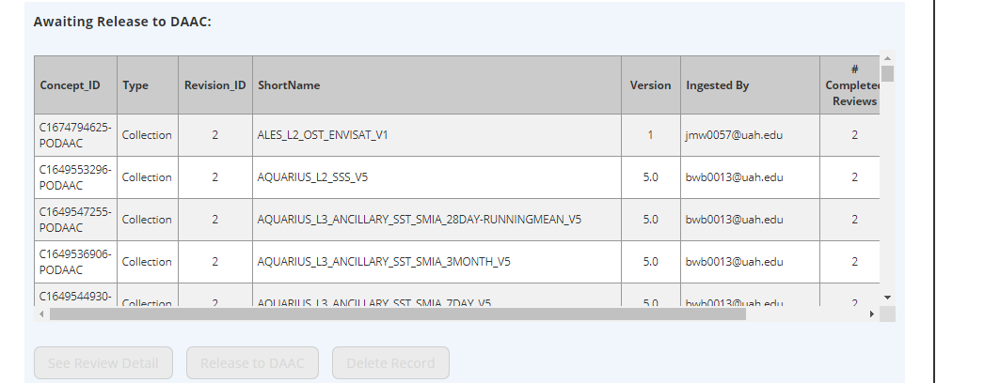 Awaiting Release to DAAC:
Concept_ID Type Revision_ID ShortName Version Ingested By # Completed Reviews
C1674794625-PODAAC Collection 2 ALES_L2_OST_ENVISAT_V1 1 jmw0057@uah.edu 2
C1649553296-PODAAC Collection 2 AQUARIUS_L2_SSS_V5 5.0 bwb0013@uah.edu 2
C1649547255-PODAAC Collection 2 AQUARIUS_L3_ANCILLARY_SST_SMIA_28DAY-RUNNINGMEAN_V5 5.0 bwb0013@uah.edu 2
C1649536906-PODAAC Collection 2 AQUARIUS_L3_ANCILLARY_SST_SMIA_3MONTH_V5 5.0 bwb0013@uah.edu 2
C1649544930- Collection 2 AQUARIUS_L3_ANCILLARY_SST_SMIA_7DAY_V5 5.0 bwb0013@uah.edu 2
See Review Detail Release to DAAC Delete Record